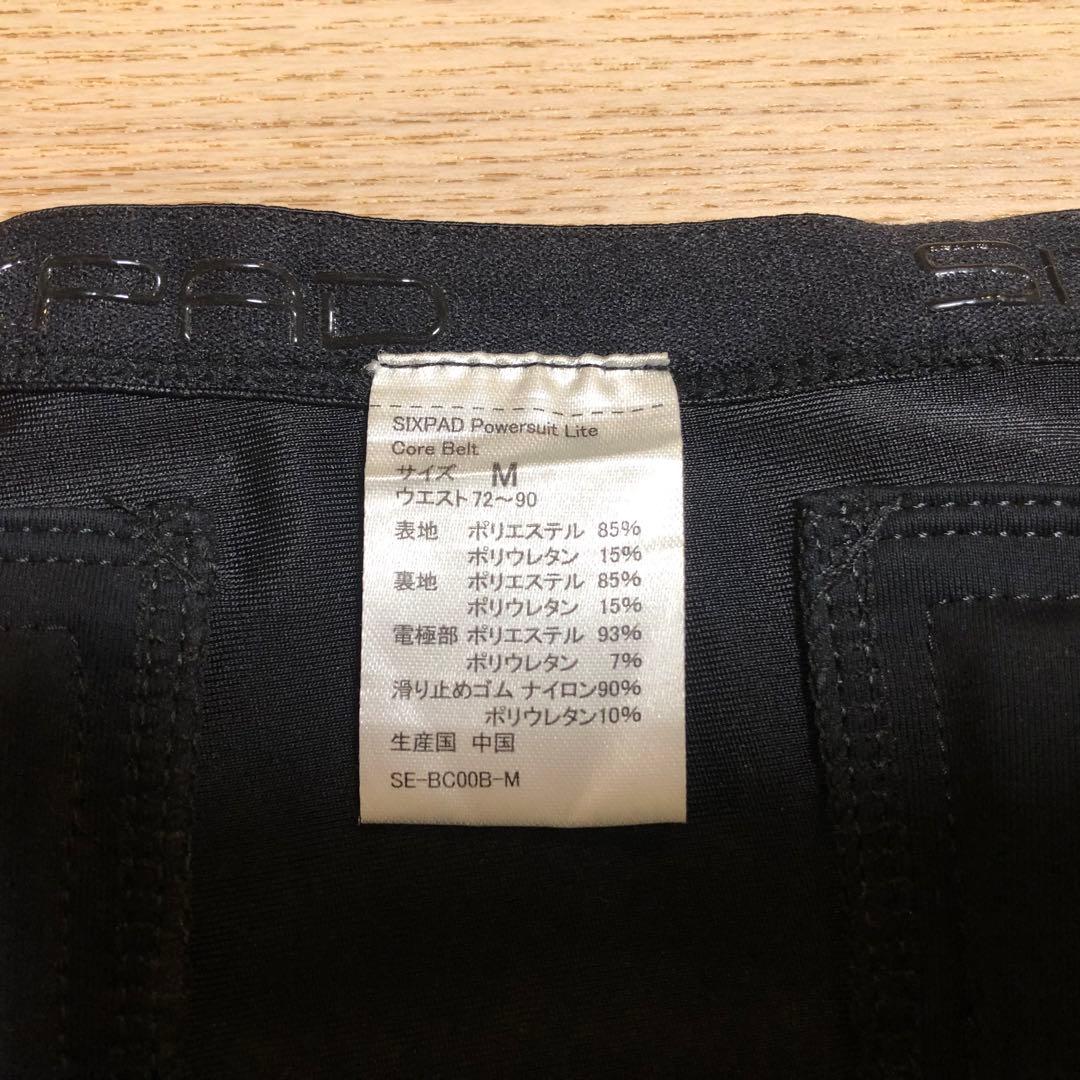 XPAD SI
SIXPAD Powersuit Lite
Core Belt
サイズ M
ウエスト72～90
表地 ポリエステル 85%
ポリウレタン 15%
裏地 ポリエステル 85%
ポリウレタン 15%
電極部 ポリエステル 93%
ポリウレタン 7%
滑り止めゴム ナイロン90%
ポリウレタン10%
生産国 中国
SE-BC00B-M